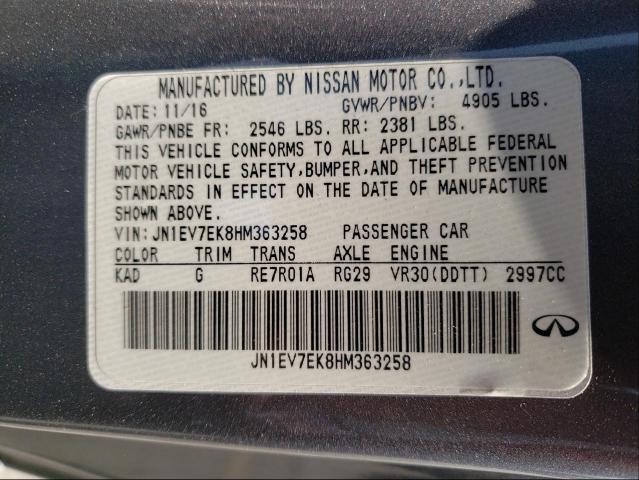 MANUFACTURED BY NISSAN MOTOR CO.,LTD.
DATE: 11/16 GVWR/PNBV: 4905 LBS.
GAWR/PNBE FR: 2546 LBS. RR: 2381 LBS.
THIS VEHICLE CONFORMS TO ALL APPLICABLE FEDERAL
MOTOR VEHICLE SAFETY,BUMPER,AND THEFT PREVENTION
STANDARDS IN EFFECT ON THE DATE OF MANUFACTURE
SHOWN ABOVE.
VIN:JN1EV7EK8HM363258 PASSENGER CAR
COLOR TRIM TRANS AXLE ENGINE
KAD G RE7R01A RG29 VR30(DDTT) 2997CC
JN1EV7EK8HM363258